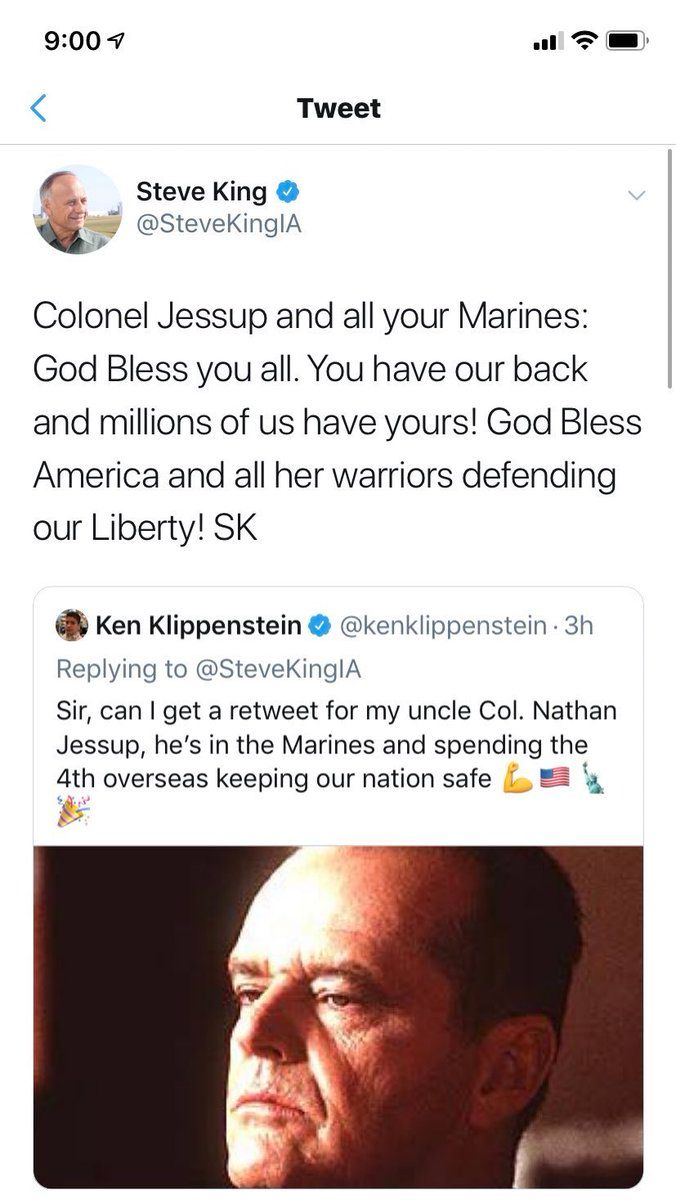 9:00
Tweet
Steve King
@SteveKingIA
Colonel Jessup and all your Marines:
God Bless you all. You have our back
and millions of us have yours! God Bless
America and all her warriors defending
our Liberty! SK
Ken Klippenstein @kenklippenstein · 3h
Replying to @SteveKingIA
Sir, can I get a retweet for my uncle Col. Nathan
Jessup, he’s in the Marines and spending the
4th overseas keeping our nation safe 💪🇺🇸🗽
🎉